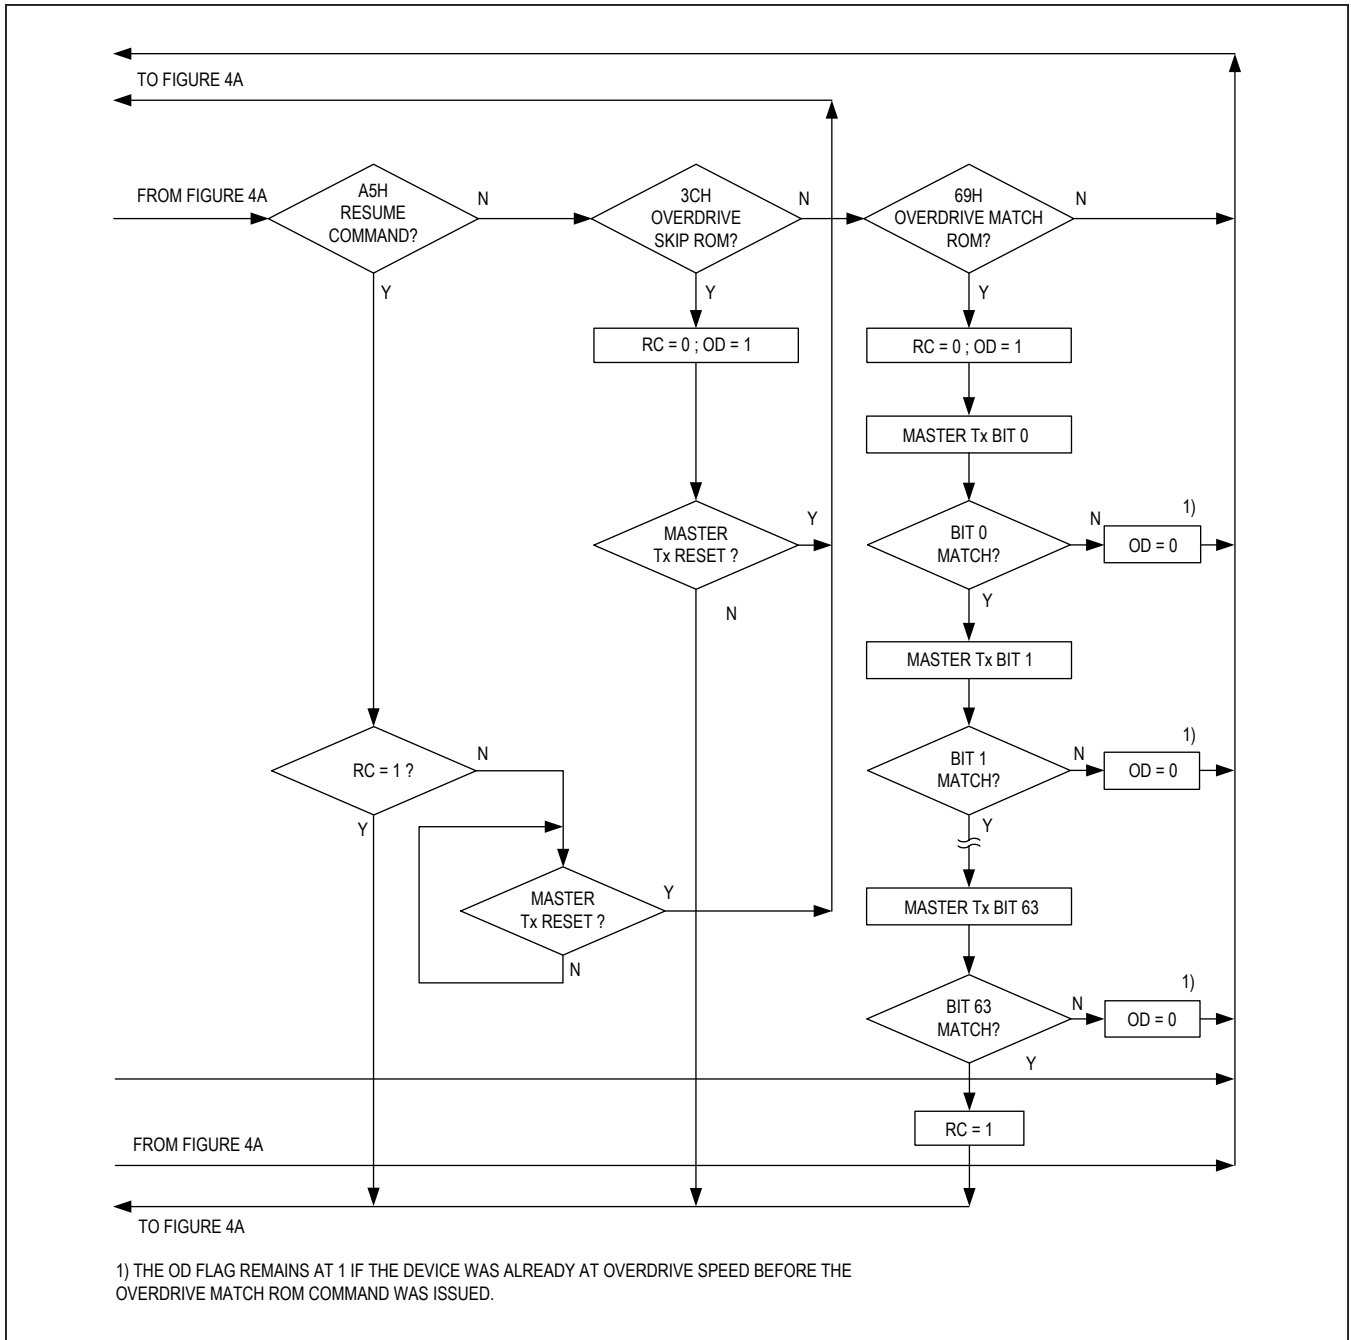 TO FIGURE 4A
FROM FIGURE 4A
A5H
RESUME
COMMAND?
N
Y
3CH
OVERDRIVE
SKIP ROM?
N
Y
69H
OVERDRIVE MATCH
ROM?
N
Y
RC = 0 ; OD = 1
RC = 0 ; OD = 1
MASTER Tx BIT 0
MASTER
Tx RESET ?
Y
N
BIT 0
MATCH?
N
1)
OD = 0
Y
MASTER Tx BIT 1
RC = 1 ?
N
Y
BIT 1
MATCH?
N
1)
OD = 0
Y
MASTER
Tx RESET ?
Y
N
MASTER Tx BIT 63
BIT 63
MATCH?
N
1)
OD = 0
Y
RC = 1
FROM FIGURE 4A
TO FIGURE 4A
1) THE OD FLAG REMAINS AT 1 IF THE DEVICE WAS ALREADY AT OVERDRIVE SPEED BEFORE THE
OVERDRIVE MATCH ROM COMMAND WAS ISSUED.